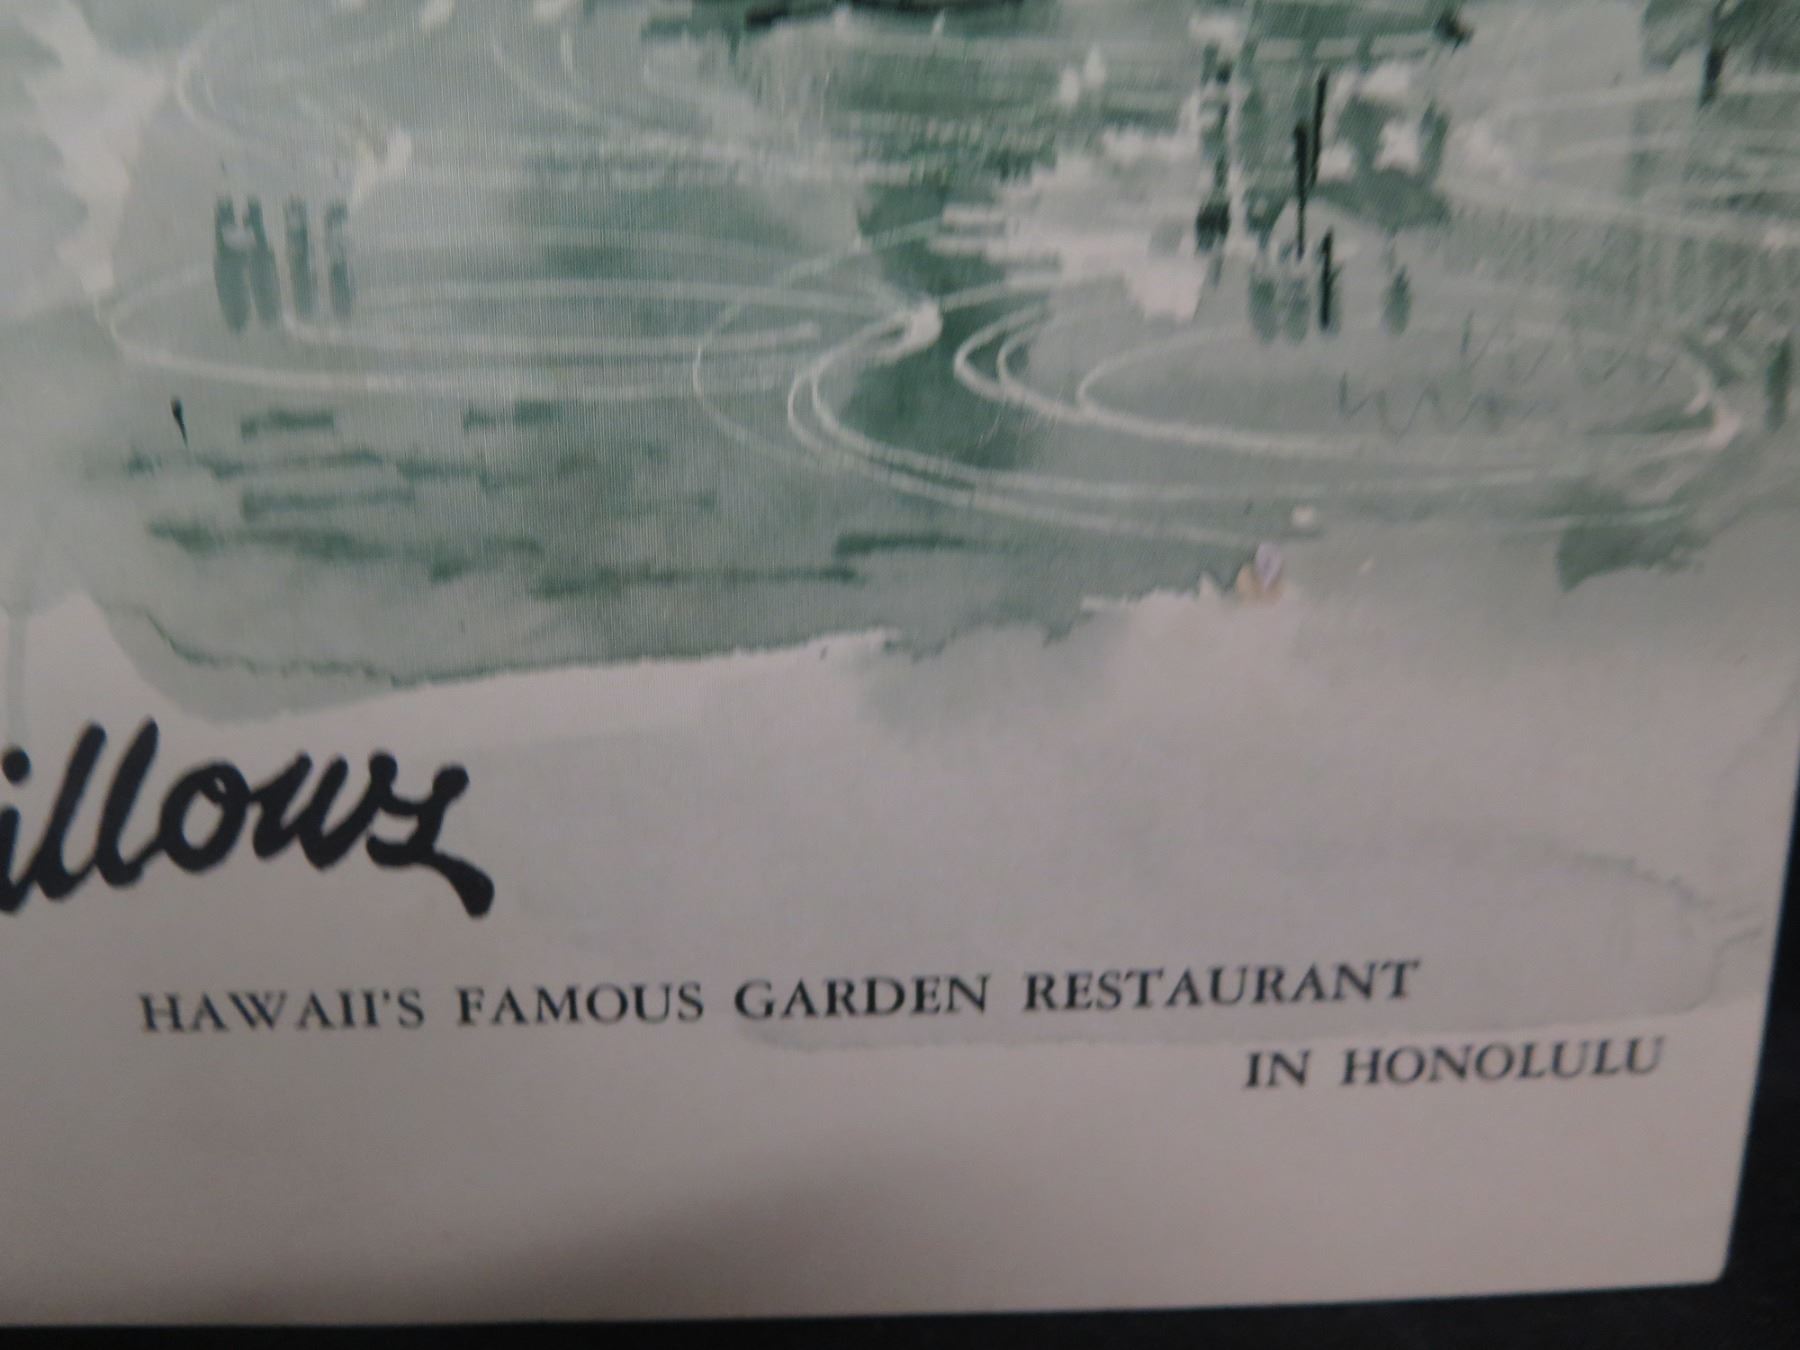 illows
HAWAII'S FAMOUS GARDEN RESTAURANT
IN HONOLULU